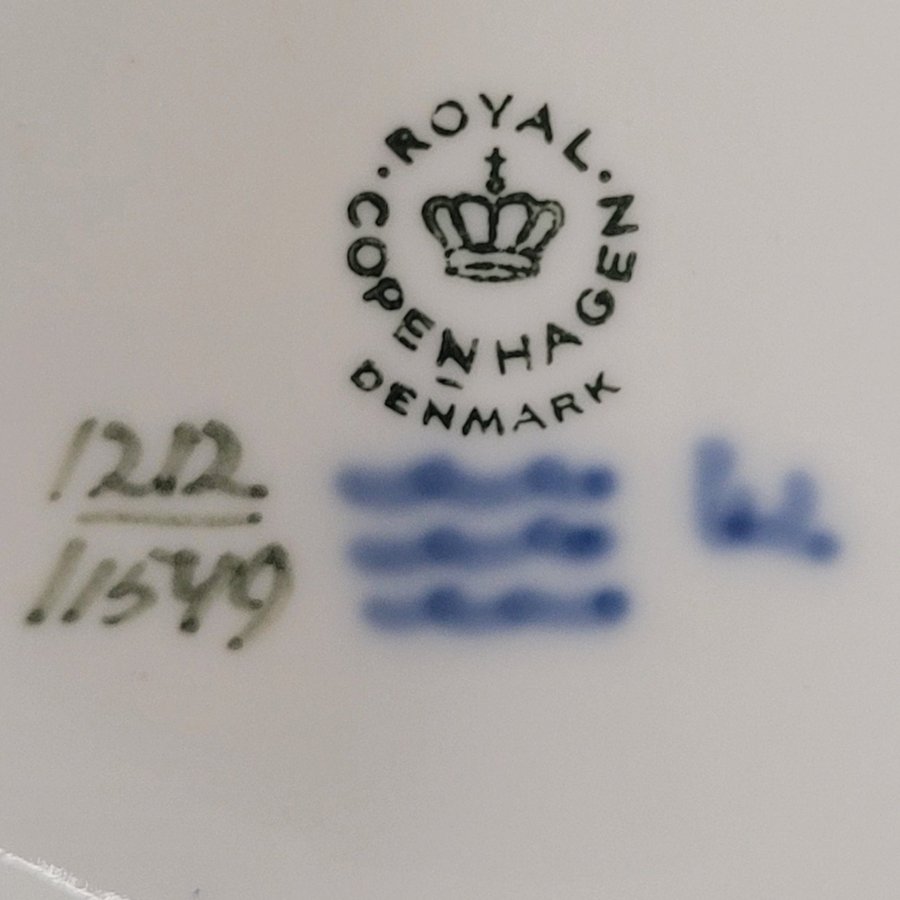 · ROYAL ·
COPENHAGEN
DENMARK
1212
11549